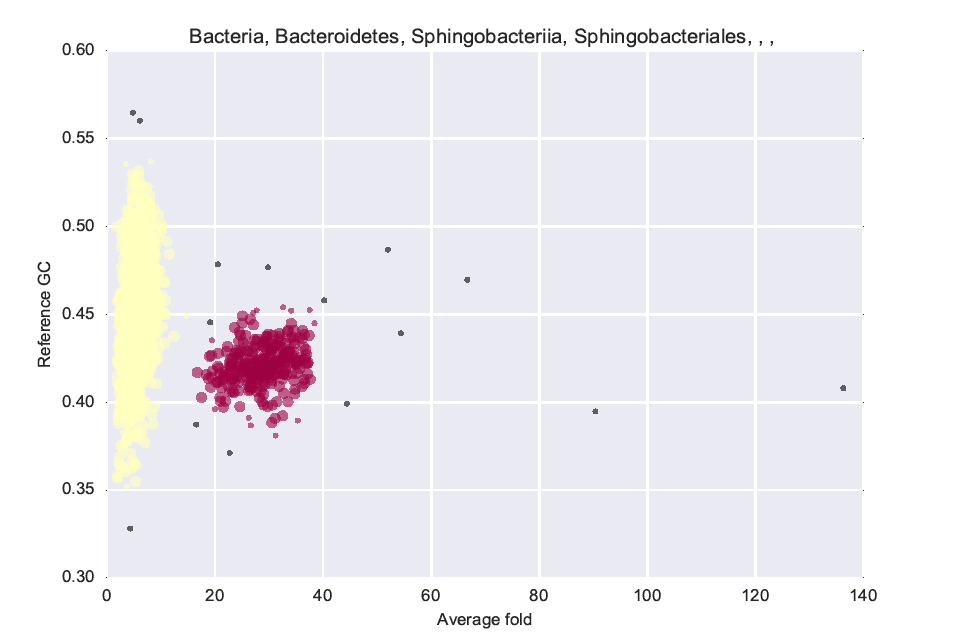 Bacteria, Bacteroidetes, Sphingobacteriia, Sphingobacteriales, , ,
0.60
0.55
0.50
0.45
0.40
0.35
0.30
Reference GC
0 20 40 60 80 100 120 140
Average fold